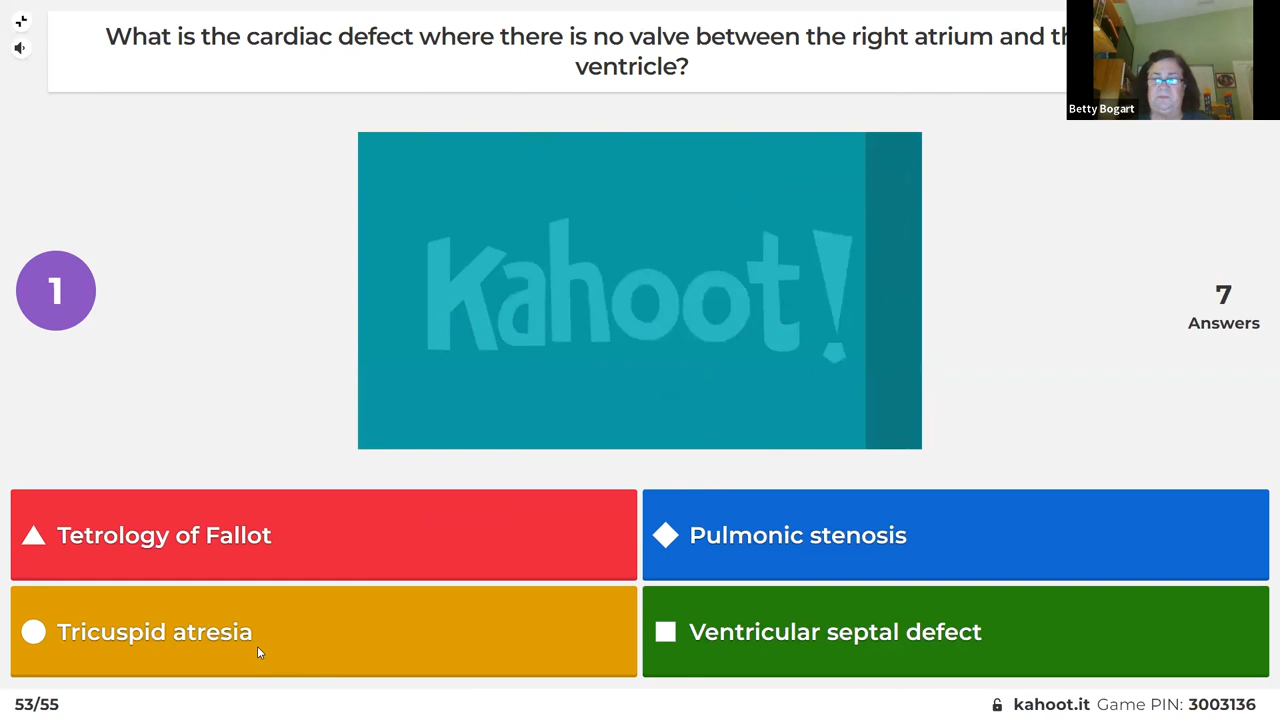 What is the cardiac defect where there is no valve between the right atrium and
ventricle?
Betty Bogart
Kahoot!
1
7
Answers
Tetrology of Fallot
Pulmonic stenosis
Tricuspid atresia
Ventricular septal defect
53/55
kahoot.it Game PIN: 3003136